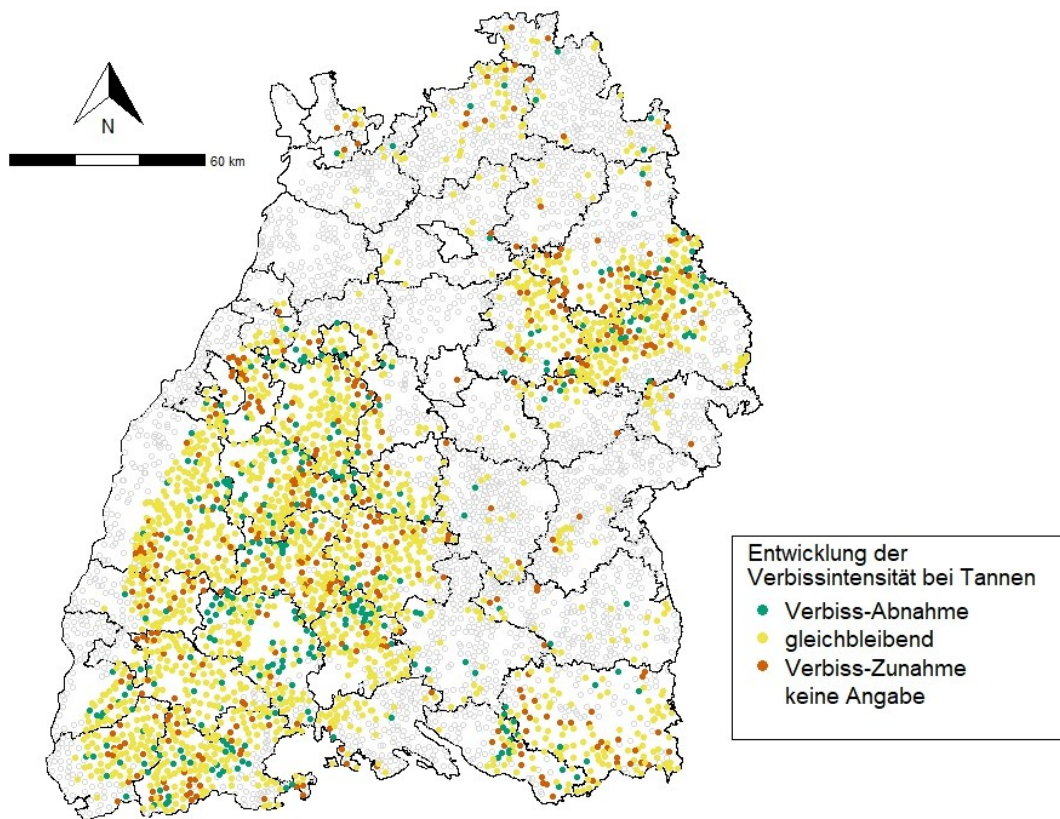 N
60 km
Entwicklung der
Verbissintensität bei Tannen
Verbiss-Abnahme
gleichbleibend
Verbiss-Zunahme
keine Angabe